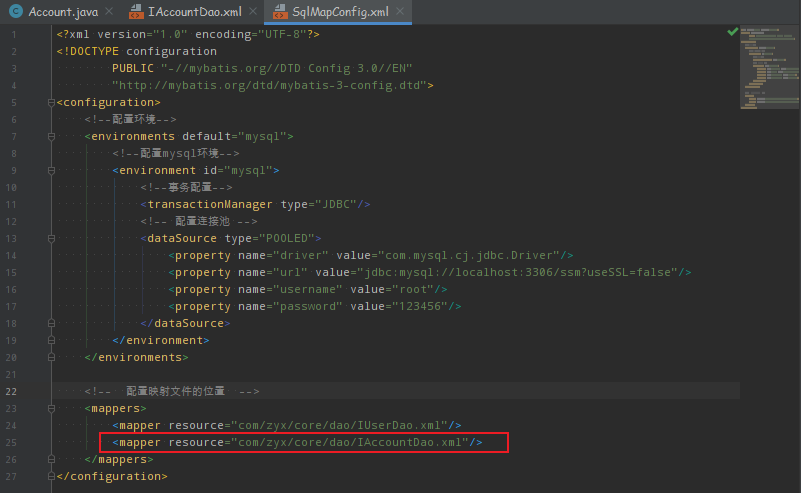 Account.java × IAccountDao.xml × SqlMapConfig.xml ×
1 <?xml version="1.0" encoding="UTF-8"?>
2 <!DOCTYPE configuration
3 PUBLIC "-//mybatis.org//DTD Config 3.0//EN"
4 "http://mybatis.org/dtd/mybatis-3-config.dtd">
5 <configuration>
6 <!--配置环境-->
7 <environments default="mysql">
8 <!--配置mysql环境-->
9 <environment id="mysql">
10 <!--事务配置-->
11 <transactionManager type="JDBC"/>
12 <!-- 配置连接池 -->
13 <dataSource type="POOLED">
14 <property name="driver" value="com.mysql.cj.jdbc.Driver"/>
15 <property name="url" value="jdbc:mysql://localhost:3306/ssm?useSSL=false"/>
16 <property name="username" value="root"/>
17 <property name="password" value="123456"/>
18 </dataSource>
19 </environment>
20 </environments>
21
22 <!-- 配置映射文件的位置 -->
23 <mappers>
24 <mapper resource="com/zyx/core/dao/IUserDao.xml"/>
25 <mapper resource="com/zyx/core/dao/IAccountDao.xml"/>
26 </mappers>
27 </configuration>